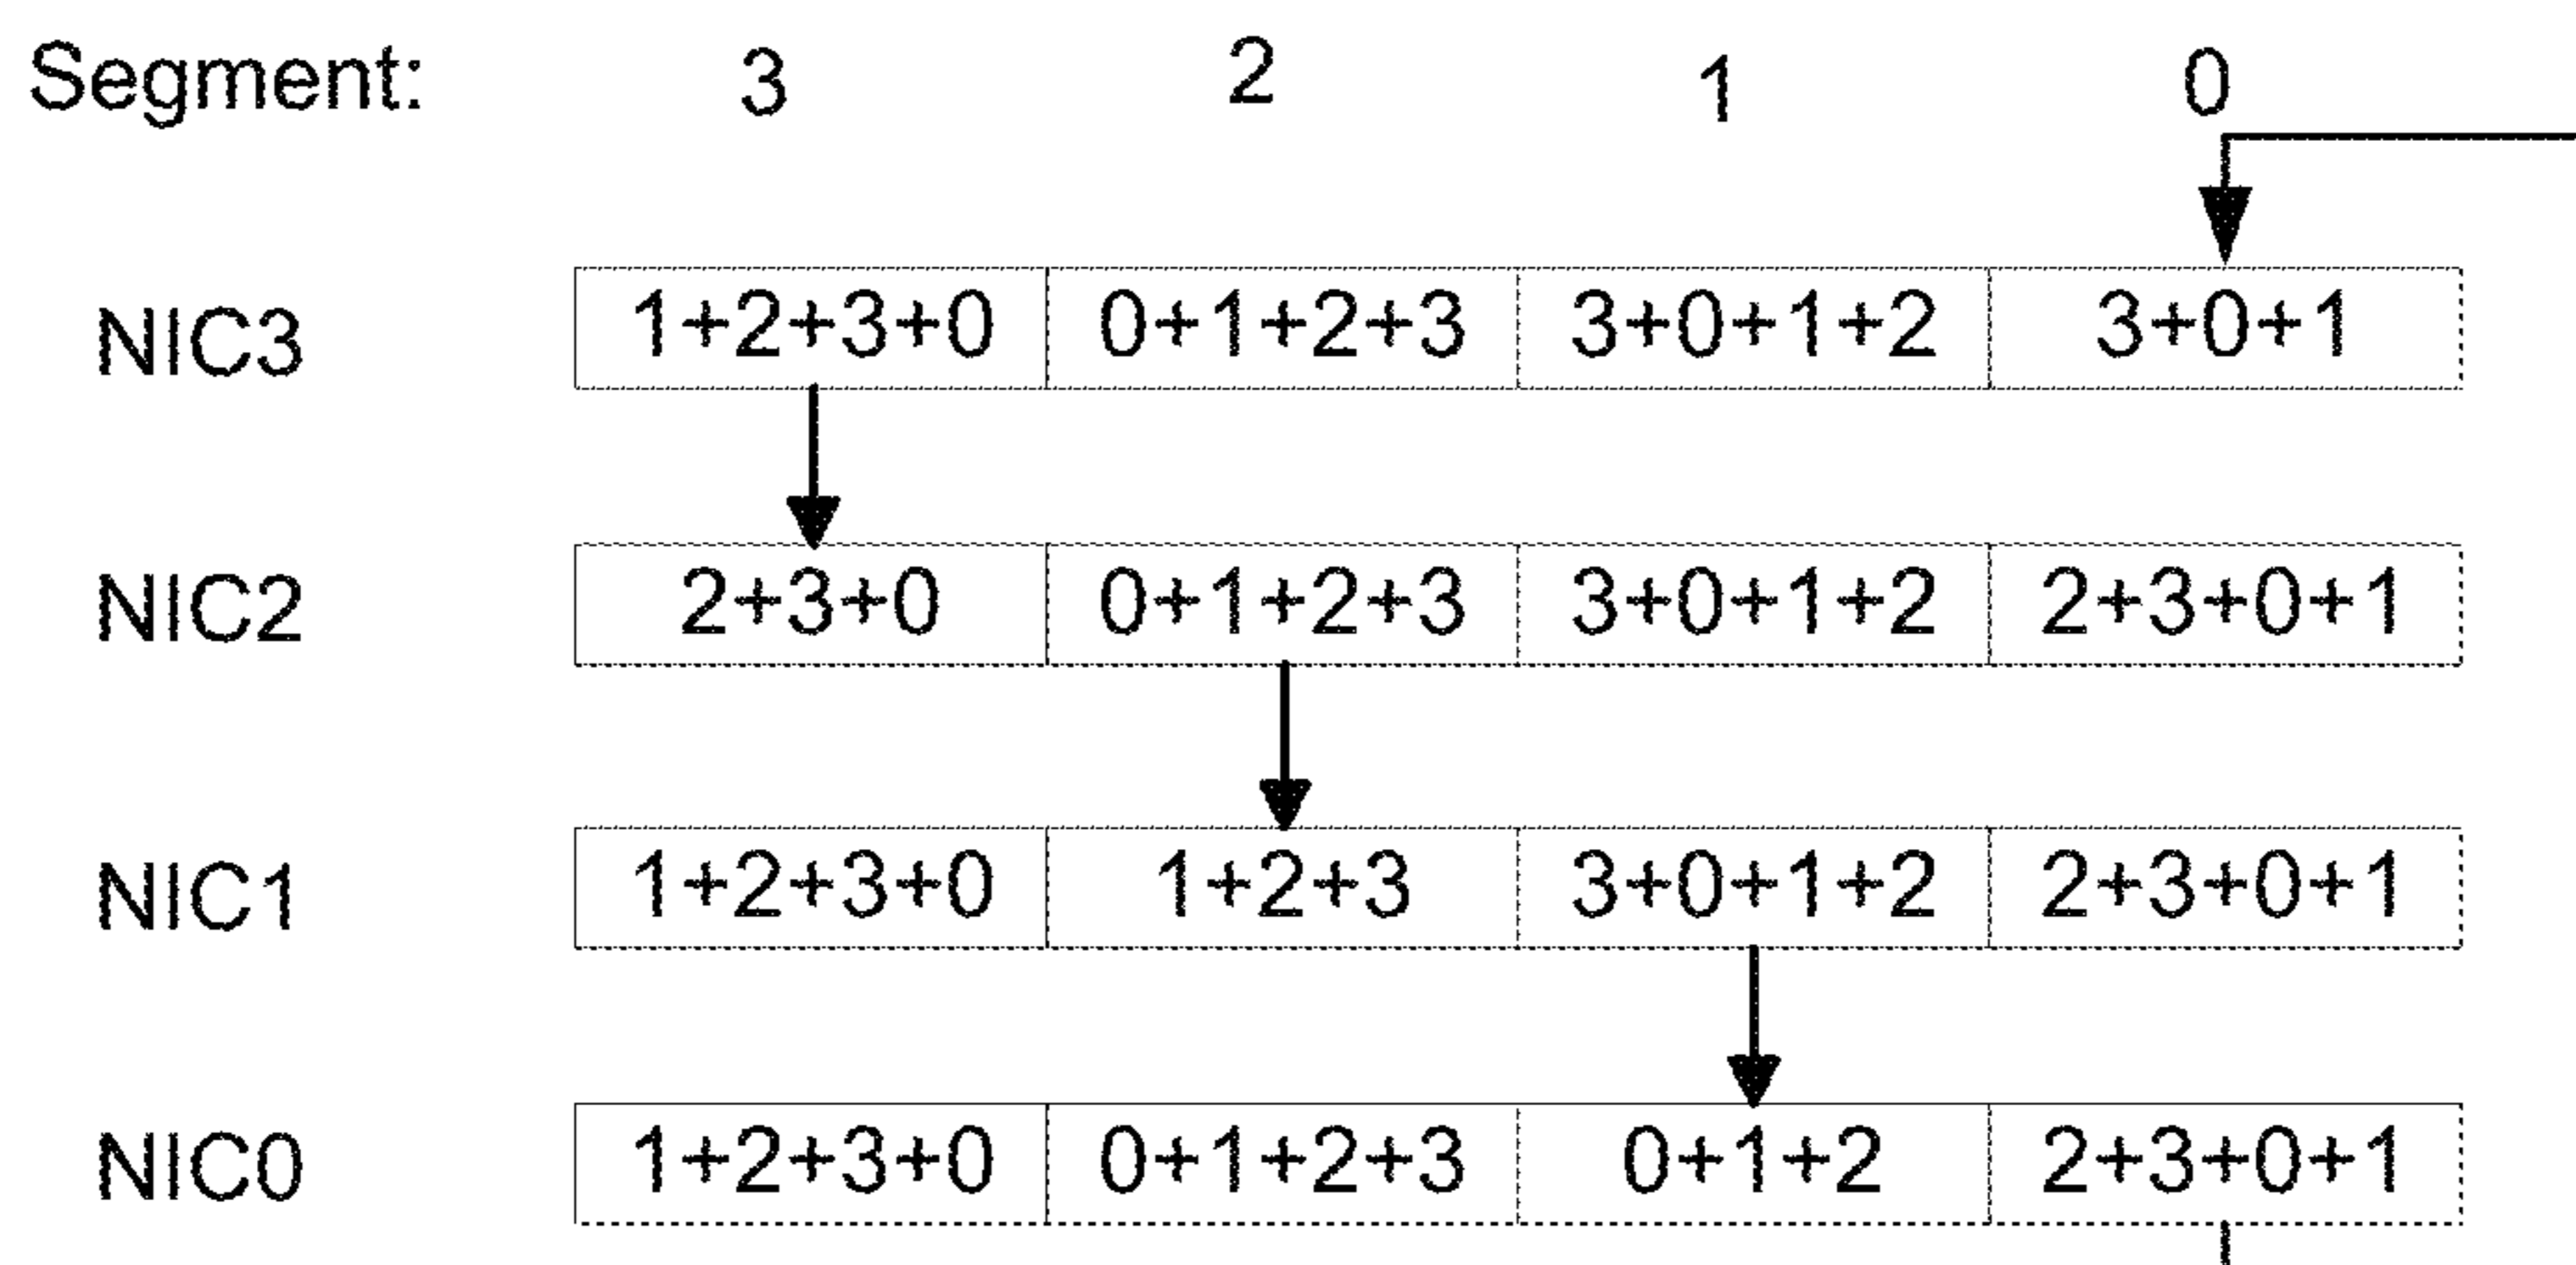 Segment: 3 2 1 0
NIC3 1+2+3+0 0+1+2+3 3+0+1+2 3+0+1
NIC2 2+3+0 0+1+2+3 3+0+1+2 2+3+0+1
NIC1 1+2+3+0 1+2+3 3+0+1+2 2+3+0+1
NIC0 1+2+3+0 0+1+2+3 0+1+2 2+3+0+1